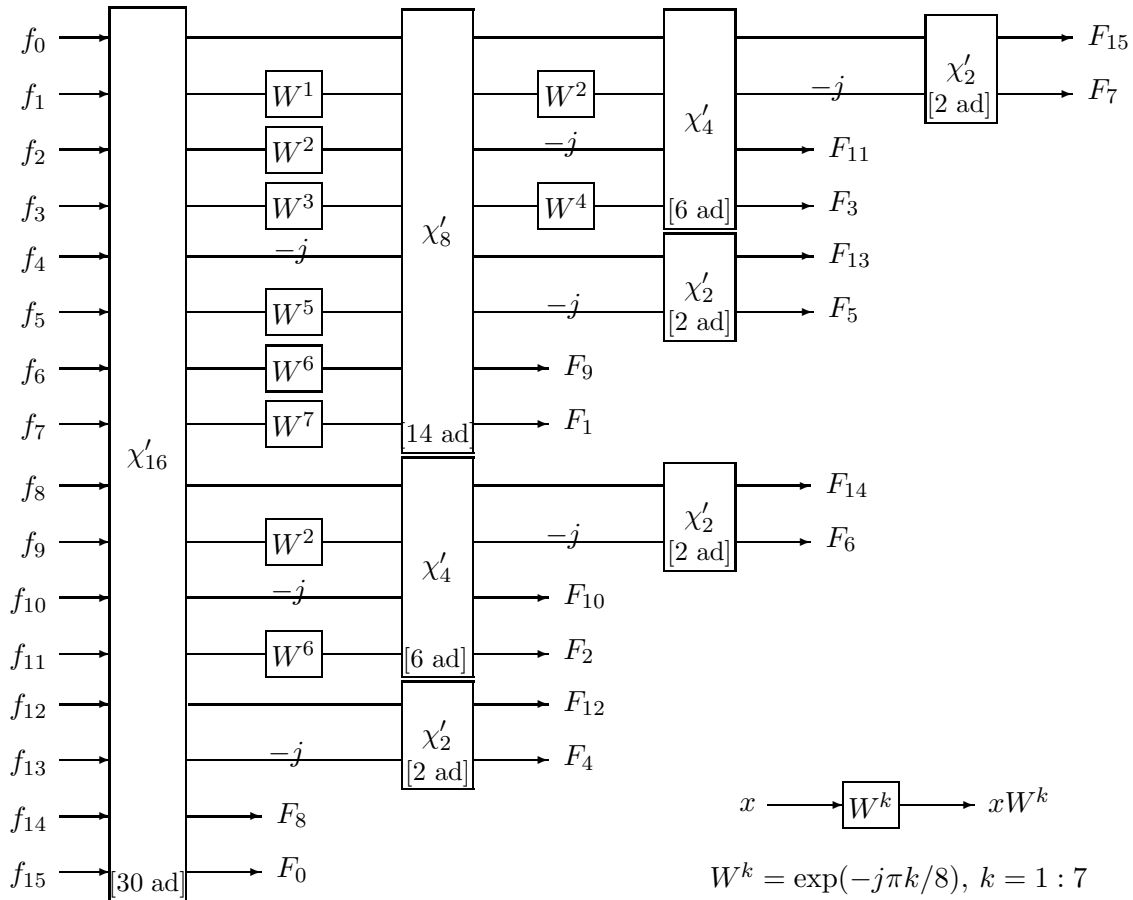 f₀ F₁₅
χ′₂
f₁ W¹ W² −j [2 ad] F₇
χ′₄
f₂ W² −j F₁₁
f₃ W³ W⁴ [6 ad] F₃
χ′₈
f₄ −j F₁₃
χ′₂
f₅ W⁵ −j [2 ad] F₅
f₆ W⁶ F₉
f₇ W⁷ [14 ad] F₁
χ′₁₆
f₈ F₁₄
χ′₂
f₉ W² −j [2 ad] F₆
χ′₄
f₁₀ −j F₁₀
f₁₁ W⁶ [6 ad] F₂
f₁₂ F₁₂
χ′₂
f₁₃ −j [2 ad] F₄
x Wᵏ xWᵏ
f₁₄ F₈
f₁₅ [30 ad] F₀
Wᵏ = exp(−jπk/8), k = 1 : 7